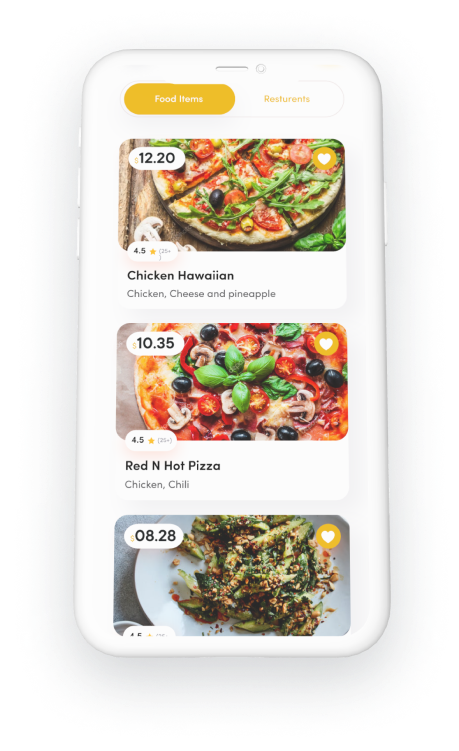 Food Items
Resturents
$12.20
4.5 (25+
)
Chicken Hawaiian
Chicken, Cheese and pineapple
$10.35
4.5 (25+)
Red N Hot Pizza
Chicken, Chili
$08.28
4.5